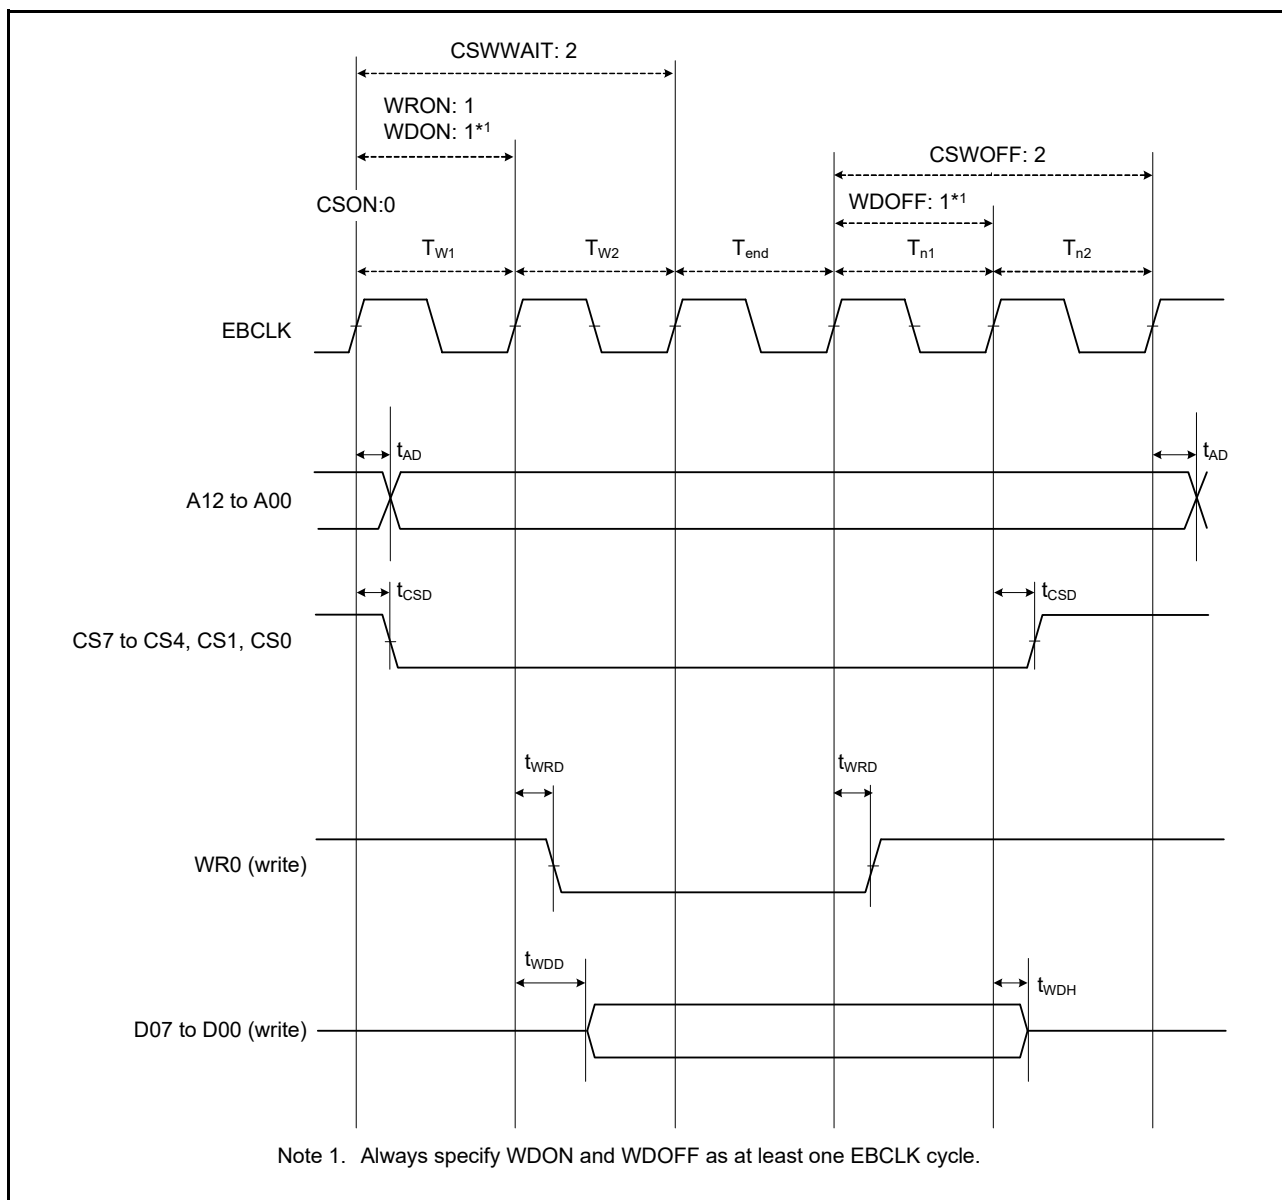 CSWWAIT: 2
WRON: 1
WDON: 1*1
CSWOFF: 2
WDOFF: 1*1
CSON:0
TW1 TW2 Tend Tn1 Tn2
EBCLK
tAD tAD
A12 to A00
tCSD tCSD
CS7 to CS4, CS1, CS0
tWRD tWRD
WR0 (write)
tWDD tWDH
D07 to D00 (write)
Note 1. Always specify WDON and WDOFF as at least one EBCLK cycle.